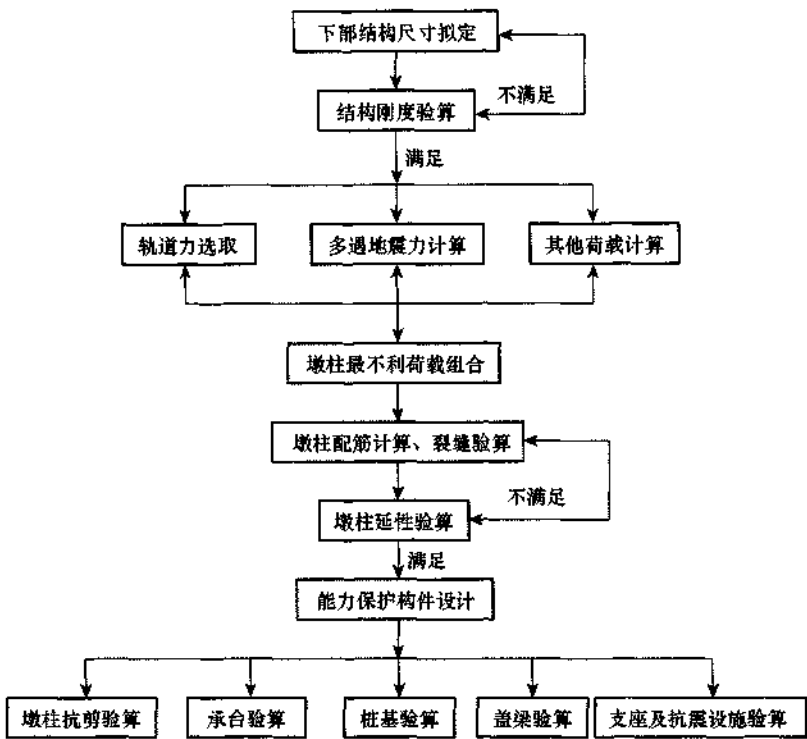 下部结构尺寸拟定
不满足
结构刚度验算
满足
轨道力选取
多遇地震力计算
其他荷载计算
墩柱最不利荷载组合
墩柱配筋计算、裂缝验算
不满足
墩柱延性验算
满足
能力保护构件设计
墩柱抗剪验算
承台验算
桩基验算
盖梁验算
支座及抗震设施验算